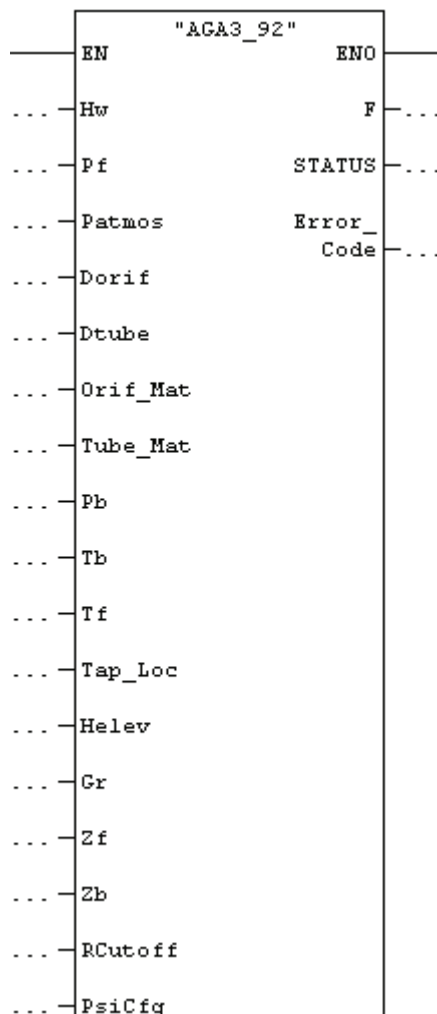 "AGA3_92"
EN ENO
... Hw F ...
... Pf STATUS ...
... Patmos Error_
Code ...
... Dorif
... Dtube
... Orif_Mat
... Tube_Mat
... Pb
... Tb
... Tf
... Tap_Loc
... Helev
... Gr
... Zf
... Zb
... RCutoff
... PsiCfg